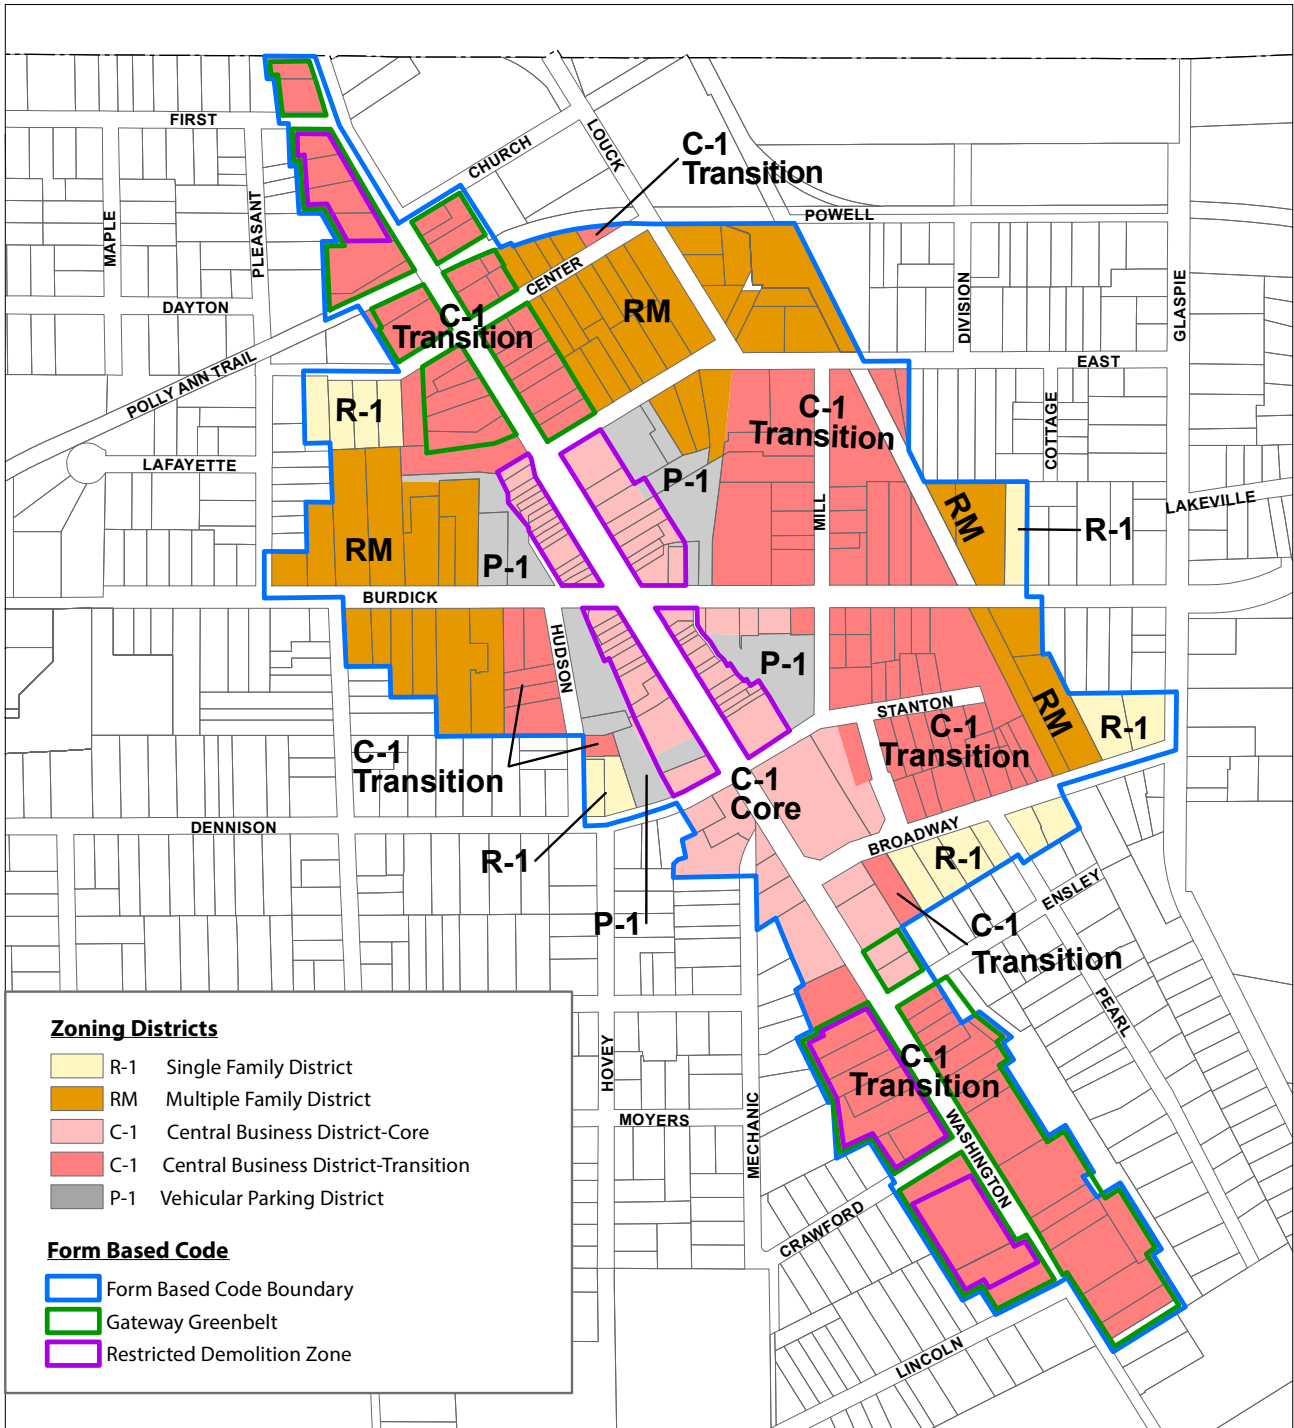 FIRST
CHURCH
LOUCK
C-1
Transition
POWELL
MAPLE
PLEASANT
DIVISION
GLASPIE
CENTER
DAYTON
C-1
Transition
RM
EAST
POLLY ANN TRAIL
R-1
C-1
Transition
COTTAGE
LAFAYETTE
P-1
MILL
RM
LAKEVILLE
R-1
RM
P-1
BURDICK
HUDSON
P-1
STANTON
RM
R-1
C-1
Transition
C-1
Transition
C-1
Core
DENNISON
BROADWAY
R-1
R-1
ENSLEY
P-1
C-1
Transition
PEARL
HOVEY
C-1
Transition
MECHANIC
MOYERS
WASHINGTON
CRAWFORD
LINCOLN
Zoning Districts
R-1 Single Family District
RM Multiple Family District
C-1 Central Business District-Core
C-1 Central Business District-Transition
P-1 Vehicular Parking District
Form Based Code
Form Based Code Boundary
Gateway Greenbelt
Restricted Demolition Zone